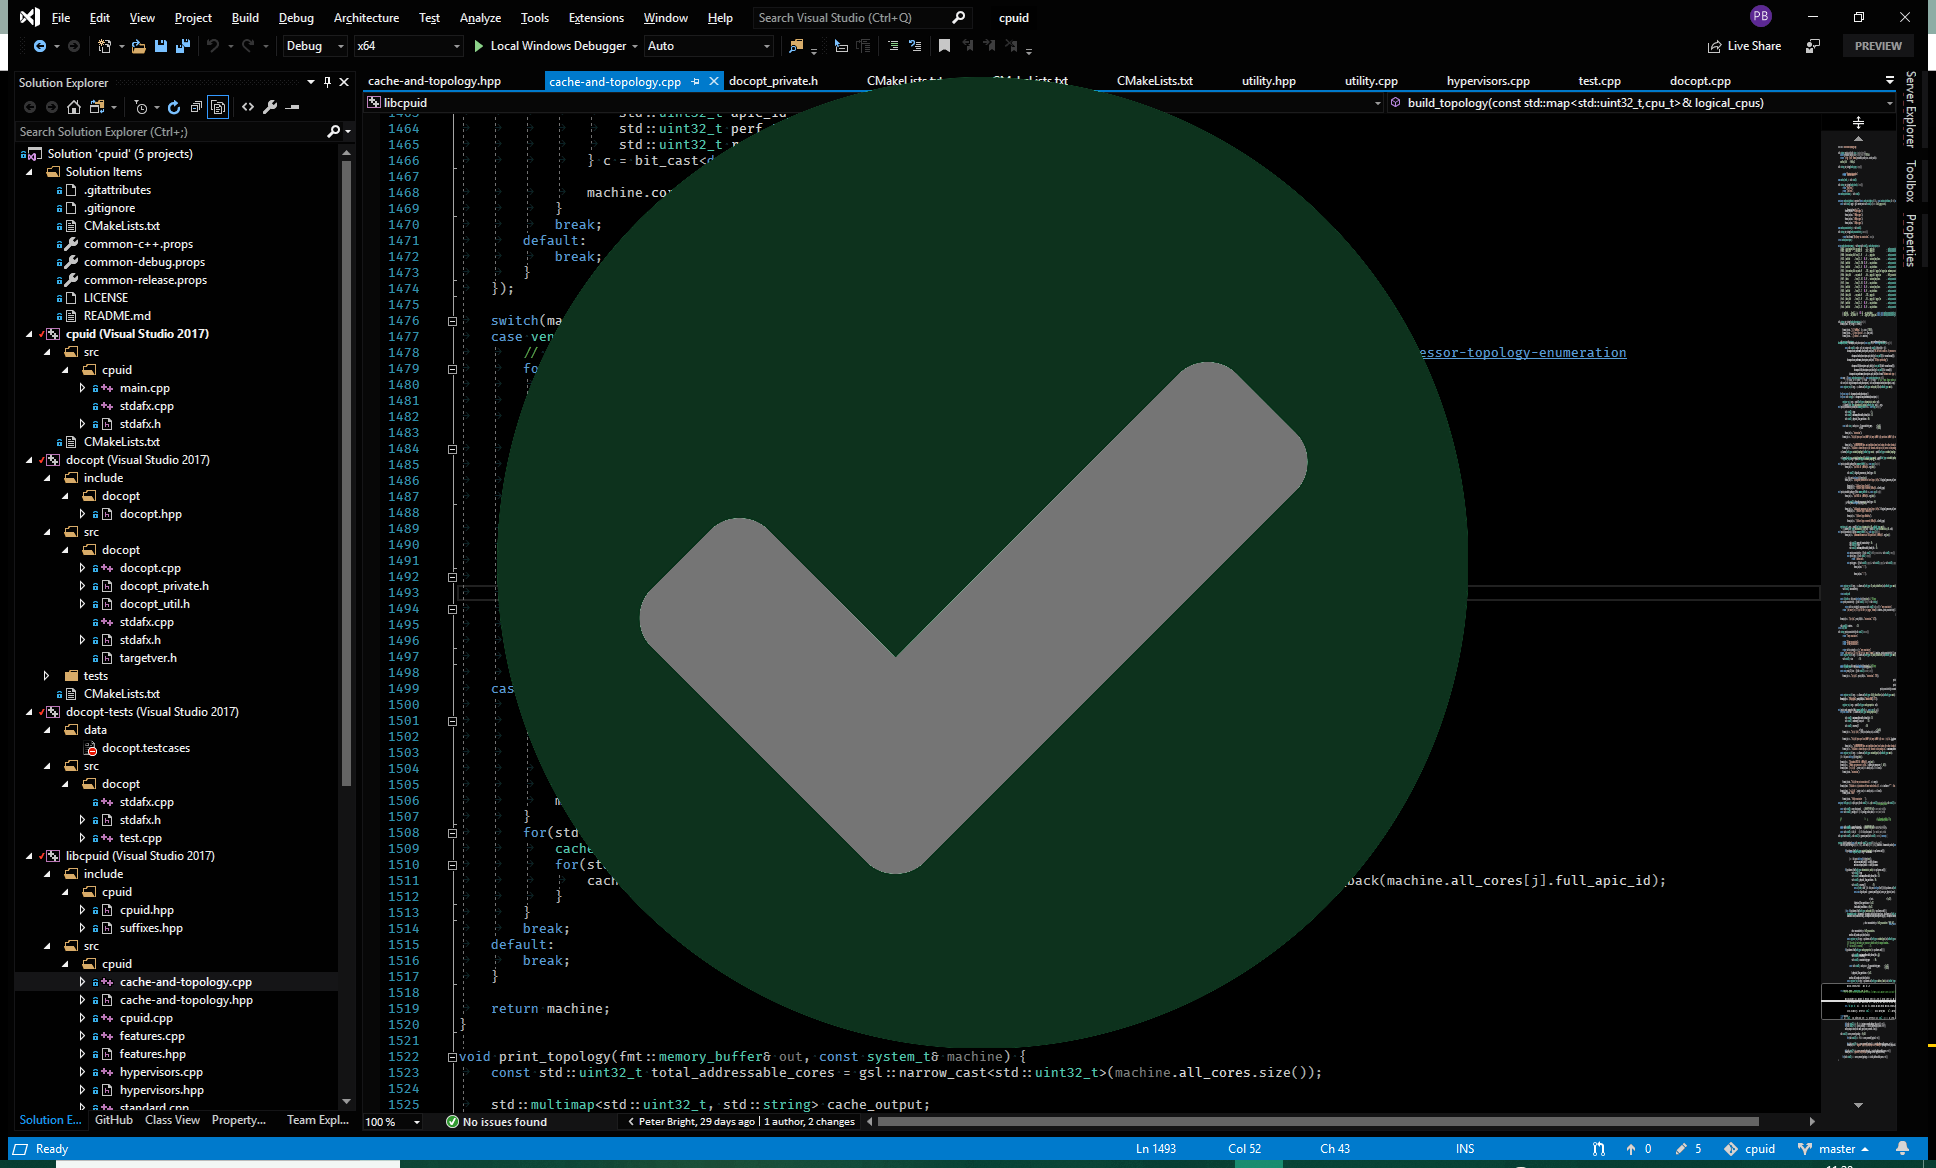 File Edit View Project Build Debug Architecture Test Analyze Tools Extensions Window Help Search Visual Studio (Ctrl+Q) cpuid PB
Debug x64 Local Windows Debugger Auto Live Share PREVIEW
Solution Explorer
Search Solution Explorer (Ctrl+;)
Solution 'cpuid' (5 projects)
Solution Items
.gitattributes
.gitignore
CMakeLists.txt
common-c++.props
common-debug.props
common-release.props
LICENSE
README.md
cpuid (Visual Studio 2017)
src
cpuid
main.cpp
stdafx.cpp
stdafx.h
CMakeLists.txt
docopt (Visual Studio 2017)
include
docopt
docopt.hpp
src
docopt
docopt.cpp
docopt_private.h
docopt_util.h
stdafx.cpp
stdafx.h
targetver.h
tests
CMakeLists.txt
docopt-tests (Visual Studio 2017)
data
docopt.testcases
src
docopt
stdafx.cpp
stdafx.h
test.cpp
libcpuid (Visual Studio 2017)
include
cpuid
cpuid.hpp
suffixes.hpp
src
cpuid
cache-and-topology.cpp
cache-and-topology.hpp
cpuid.cpp
features.cpp
features.hpp
hypervisors.cpp
hypervisors.hpp
standard.cpp
Solution E... GitHub Class View Property... Team Expl...
cache-and-topology.hpp cache-and-topology.cpp docopt_private.h CMakeLists.txt CMakeLists.txt CMakeLists.txt utility.hpp utility.cpp hypervisors.cpp test.cpp docopt.cpp
libcpuid build_topology(const std::map<std::uint32_t,cpu_t>& logical_cpus)
1463 std::uint32_t apic_id
1464 std::uint32_t perf
1465 std::uint32_t
1466 } c = bit_cast<
1467
1468 machine.cor
1469 }
1470 break;
1471 default:
1472 break;
1473 }
1474 });
1475
1476 switch(ma
1477 case ven
1478 // essor-topology-enumeration
1479 fo
1480
1481
1482
1483
1484
1485
1486
1487
1488
1489
1490
1491
1492
1493
1494
1495
1496
1497
1498
1499 cas
1500
1501
1502
1503
1504
1505
1506 m
1507 }
1508 for(std
1509 cache
1510 for(st
1511 cach back(machine.all_cores[j].full_apic_id);
1512 }
1513 }
1514 break;
1515 default:
1516 break;
1517 }
1518
1519 return machine;
1520 }
1521
1522 void print_topology(fmt::memory_buffer& out, const system_t& machine) {
1523 const std::uint32_t total_addressable_cores = gsl::narrow_cast<std::uint32_t>(machine.all_cores.size());
1524
1525 std::multimap<std::uint32_t, std::string> cache_output;
100 % No issues found Peter Bright, 29 days ago | 1 author, 2 changes
Server Explorer
Toolbox
Properties
Ready Ln 1493 Col 52 Ch 43 INS 0 5 cpuid master